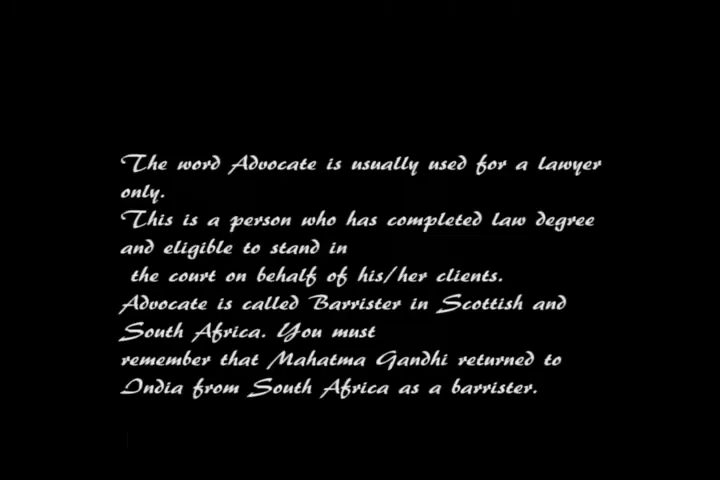 The word Advocate is usually used for a lawyer
only.
This is a person who has completed law degree
and eligible to stand in
the court on behalf of his/her clients.
Advocate is called Barrister in Scottish and
South Africa. You must
remember that Mahatma Gandhi returned to
India from South Africa as a barrister.